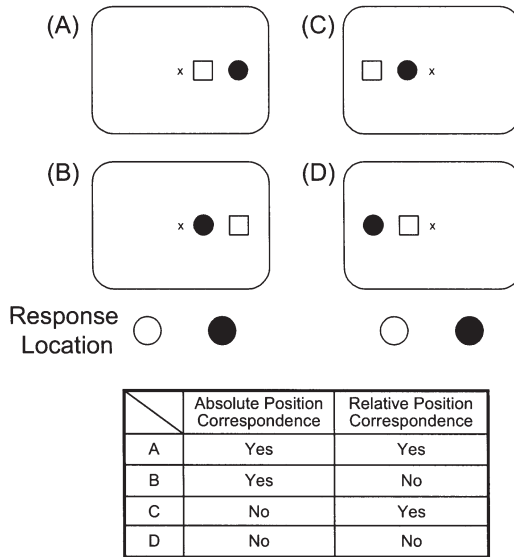 (A)
(C)
x
x
(B)
(D)
x
x
Response
Location
Absolute Position
Correspondence
Relative Position
Correspondence
A Yes Yes
B Yes No
C No Yes
D No No